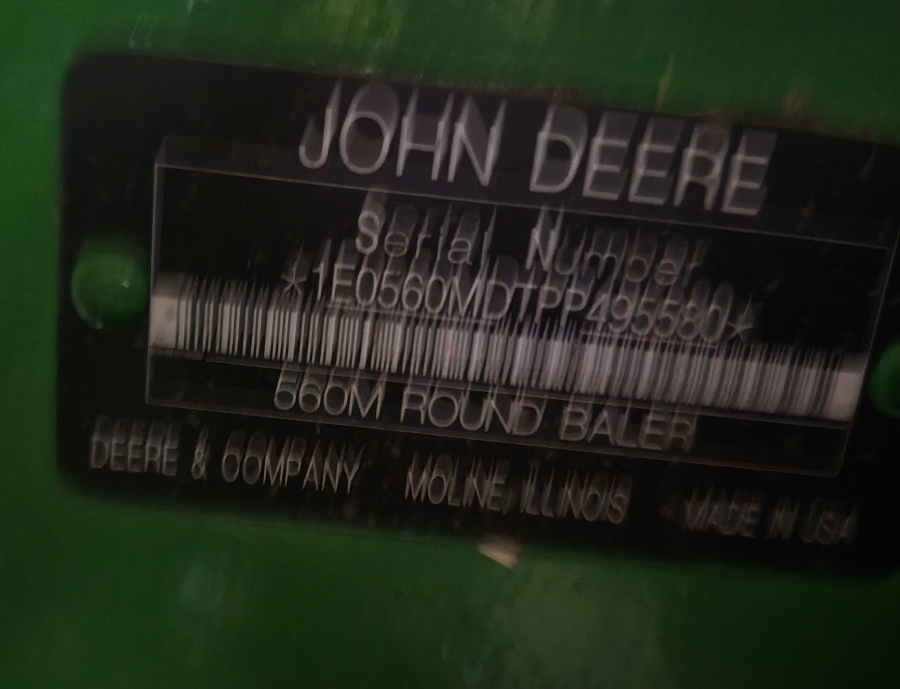 JOHN DEERE
Serial Number
*1E0560MDTPP495580*
560M ROUND BALER
DEERE & COMPANY MOLINE, ILLINOIS MADE IN USA